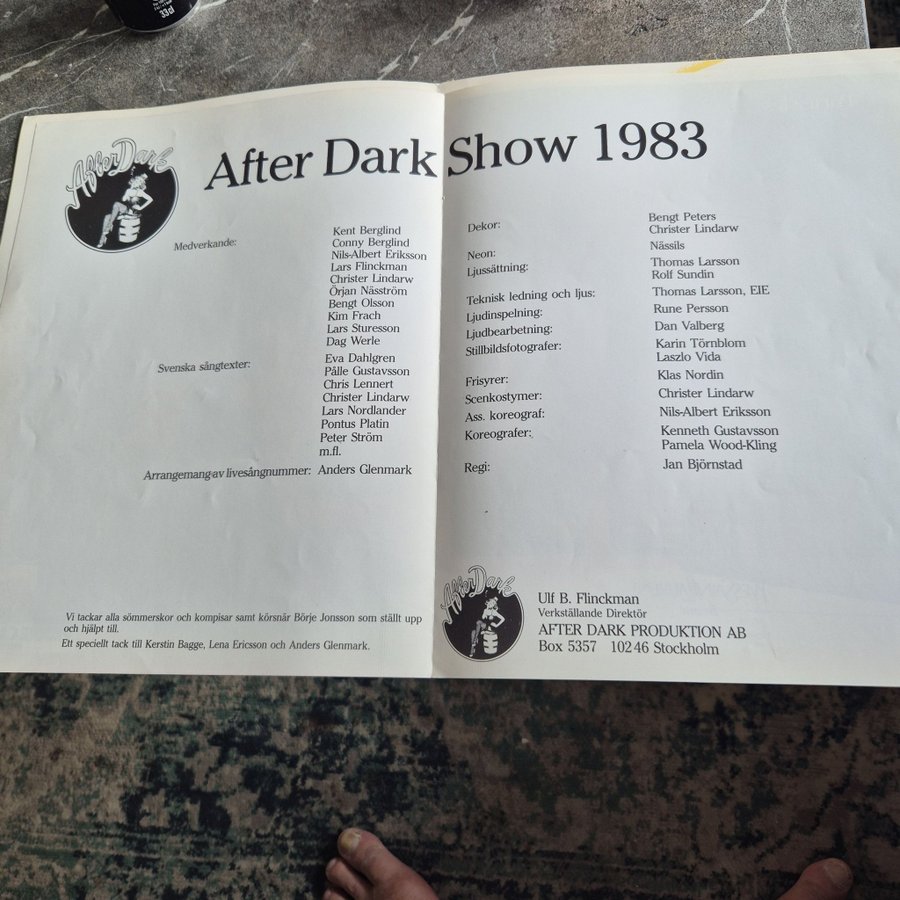 33cl
After Dark
After Dark Show 1983
Medverkande:
Kent Berglind
Conny Berglind
Nils-Albert Eriksson
Lars Flinckman
Christer Lindarw
Örjan Näsström
Bengt Olsson
Kim Frach
Lars Sturesson
Dag Werle
Svenska sångtexter:
Eva Dahlgren
Pålle Gustavsson
Chris Lennert
Christer Lindarw
Lars Nordlander
Pontus Platin
Peter Ström
m.fl.
Arrangemang av livesångnummer: Anders Glenmark
Vi tackar alla sömmerskor och kompisar samt körsnär Börje Jonsson som ställt upp
och hjälpt till.
Ett speciellt tack till Kerstin Bagge, Lena Ericsson och Anders Glenmark.
Dekor:
Bengt Peters
Christer Lindarw
Neon:
Nässils
Ljussättning:
Thomas Larsson
Rolf Sundin
Teknisk ledning och ljus:
Thomas Larsson, EIE
Ljudinspelning:
Rune Persson
Ljudbearbetning:
Dan Valberg
Stillbildsfotografer:
Karin Törnblom
Laszlo Vida
Frisyrer:
Klas Nordin
Scenkostymer:
Christer Lindarw
Ass. koreograf:
Nils-Albert Eriksson
Koreografer:
Kenneth Gustavsson
Pamela Wood-Kling
Regi:
Jan Björnstad
After Dark
Ulf B. Flinckman
Verkställande Direktör
AFTER DARK PRODUKTION AB
Box 5357 102 46 Stockholm